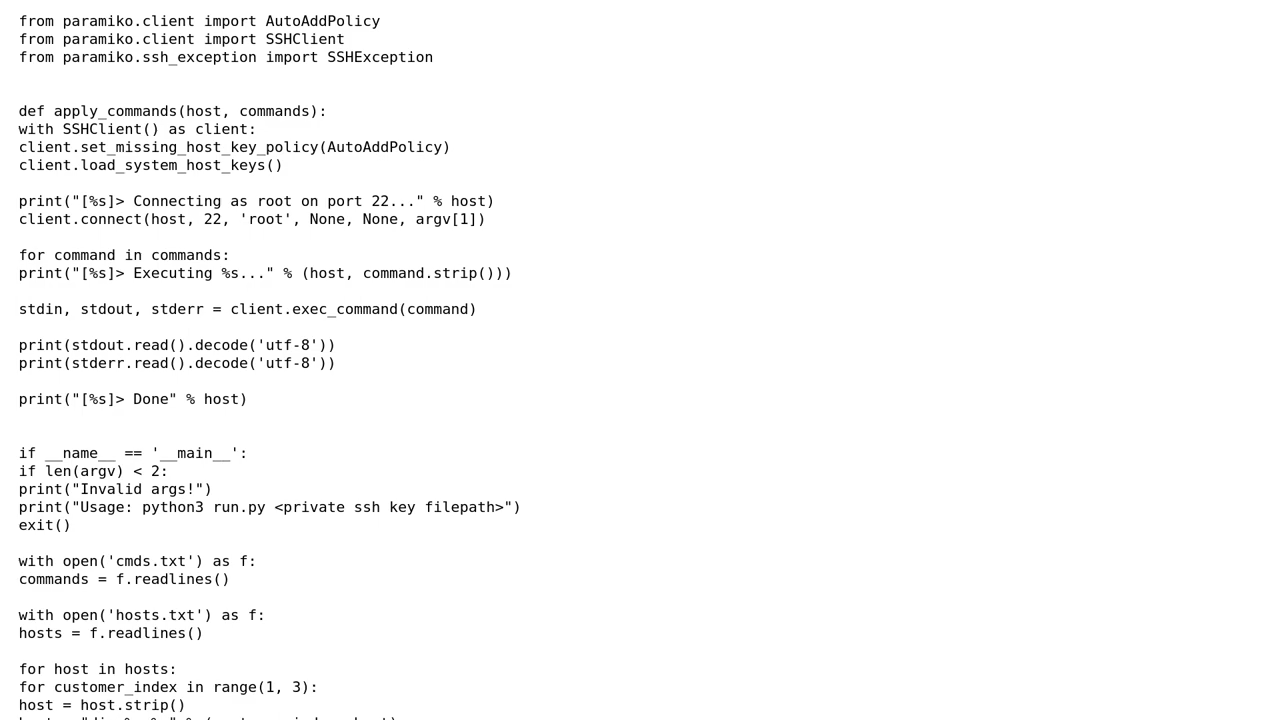 from paramiko.client import AutoAddPolicy
from paramiko.client import SSHClient
from paramiko.ssh_exception import SSHException
def apply_commands(host, commands):
with SSHClient() as client:
client.set_missing_host_key_policy(AutoAddPolicy)
client.load_system_host_keys()
print("[%s]> Connecting as root on port 22..." % host)
client.connect(host, 22, 'root', None, None, argv[1])
for command in commands:
print("[%s]> Executing %s..." % (host, command.strip()))
stdin, stdout, stderr = client.exec_command(command)
print(stdout.read().decode('utf-8'))
print(stderr.read().decode('utf-8'))
print("[%s]> Done" % host)
if __name__ == '__main__':
if len(argv) < 2:
print("Invalid args!")
print("Usage: python3 run.py <private ssh key filepath>")
exit()
with open('cmds.txt') as f:
commands = f.readlines()
with open('hosts.txt') as f:
hosts = f.readlines()
for host in hosts:
for customer_index in range(1, 3):
host = host.strip()